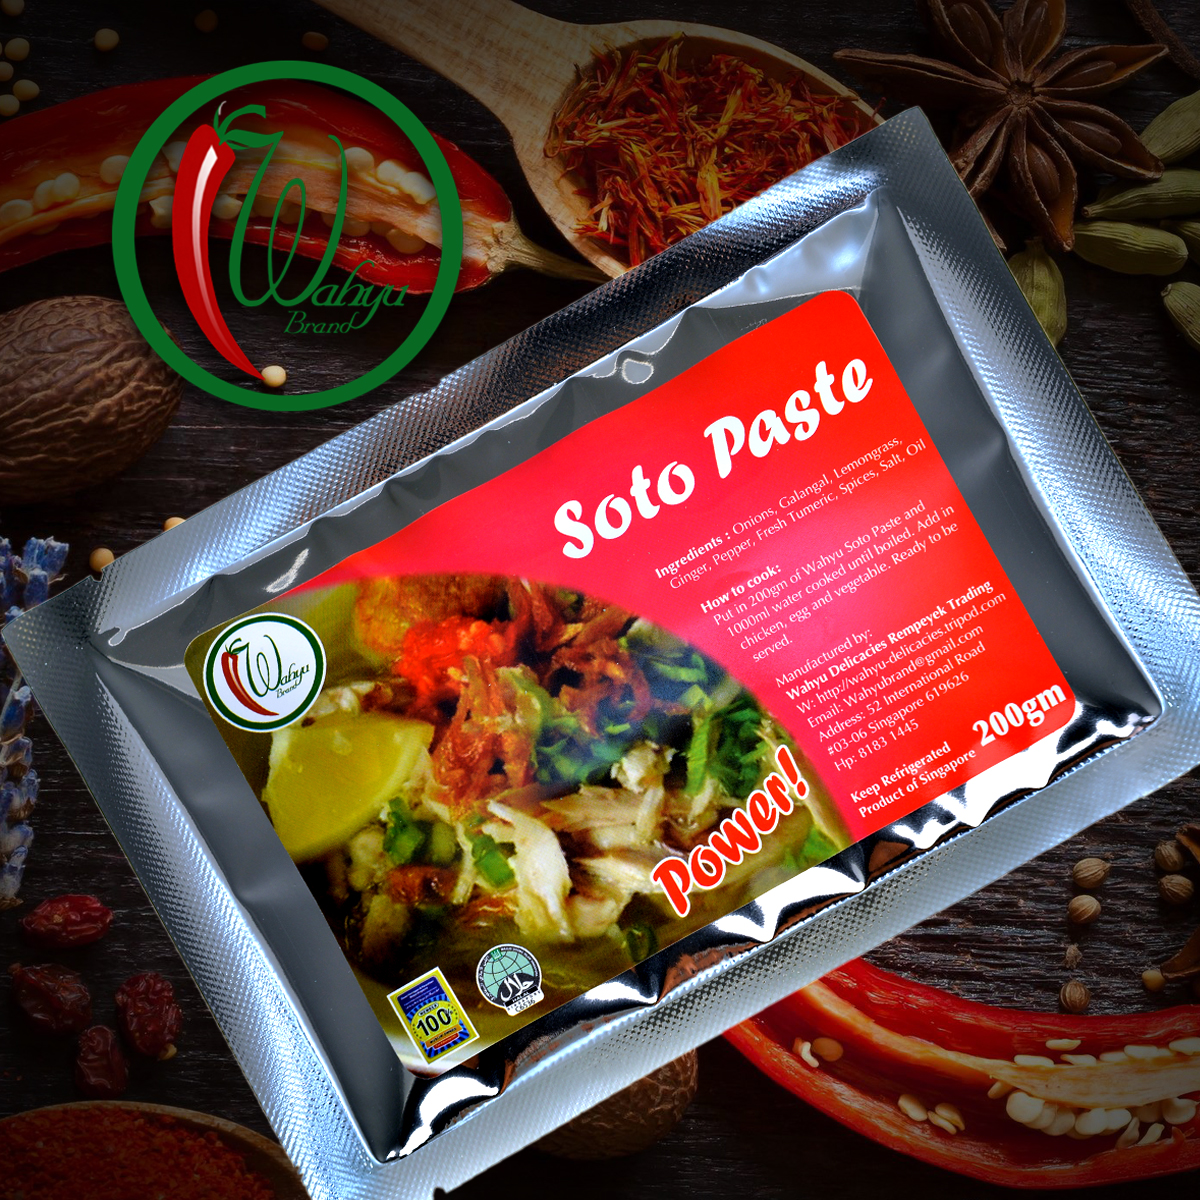 Wahyu
Brand
Soto Paste
Ingredients : Onions, Galangal, Lemongrass,
Ginger, Pepper, Fresh Tumeric, Spices, Salt, Oil
How to cook:
Put in 200gm of Wahyu Soto Paste and
1000ml water cooked until boiled. Add in
chicken, egg and vegetable. Ready to be
served.
Manufactured by:
Wahyu Delicacies Rempeyek Trading
W: http://wahyu-delicacies.tripod.com
Email: Wahyubrand@gmail.com
Address: 52 International Road
#03-06 Singapore 619626
Hp: 8183 1445
Keep Refrigerated
Product of Singapore
200gm
Wahyu
Brand
Power!
100
حلال